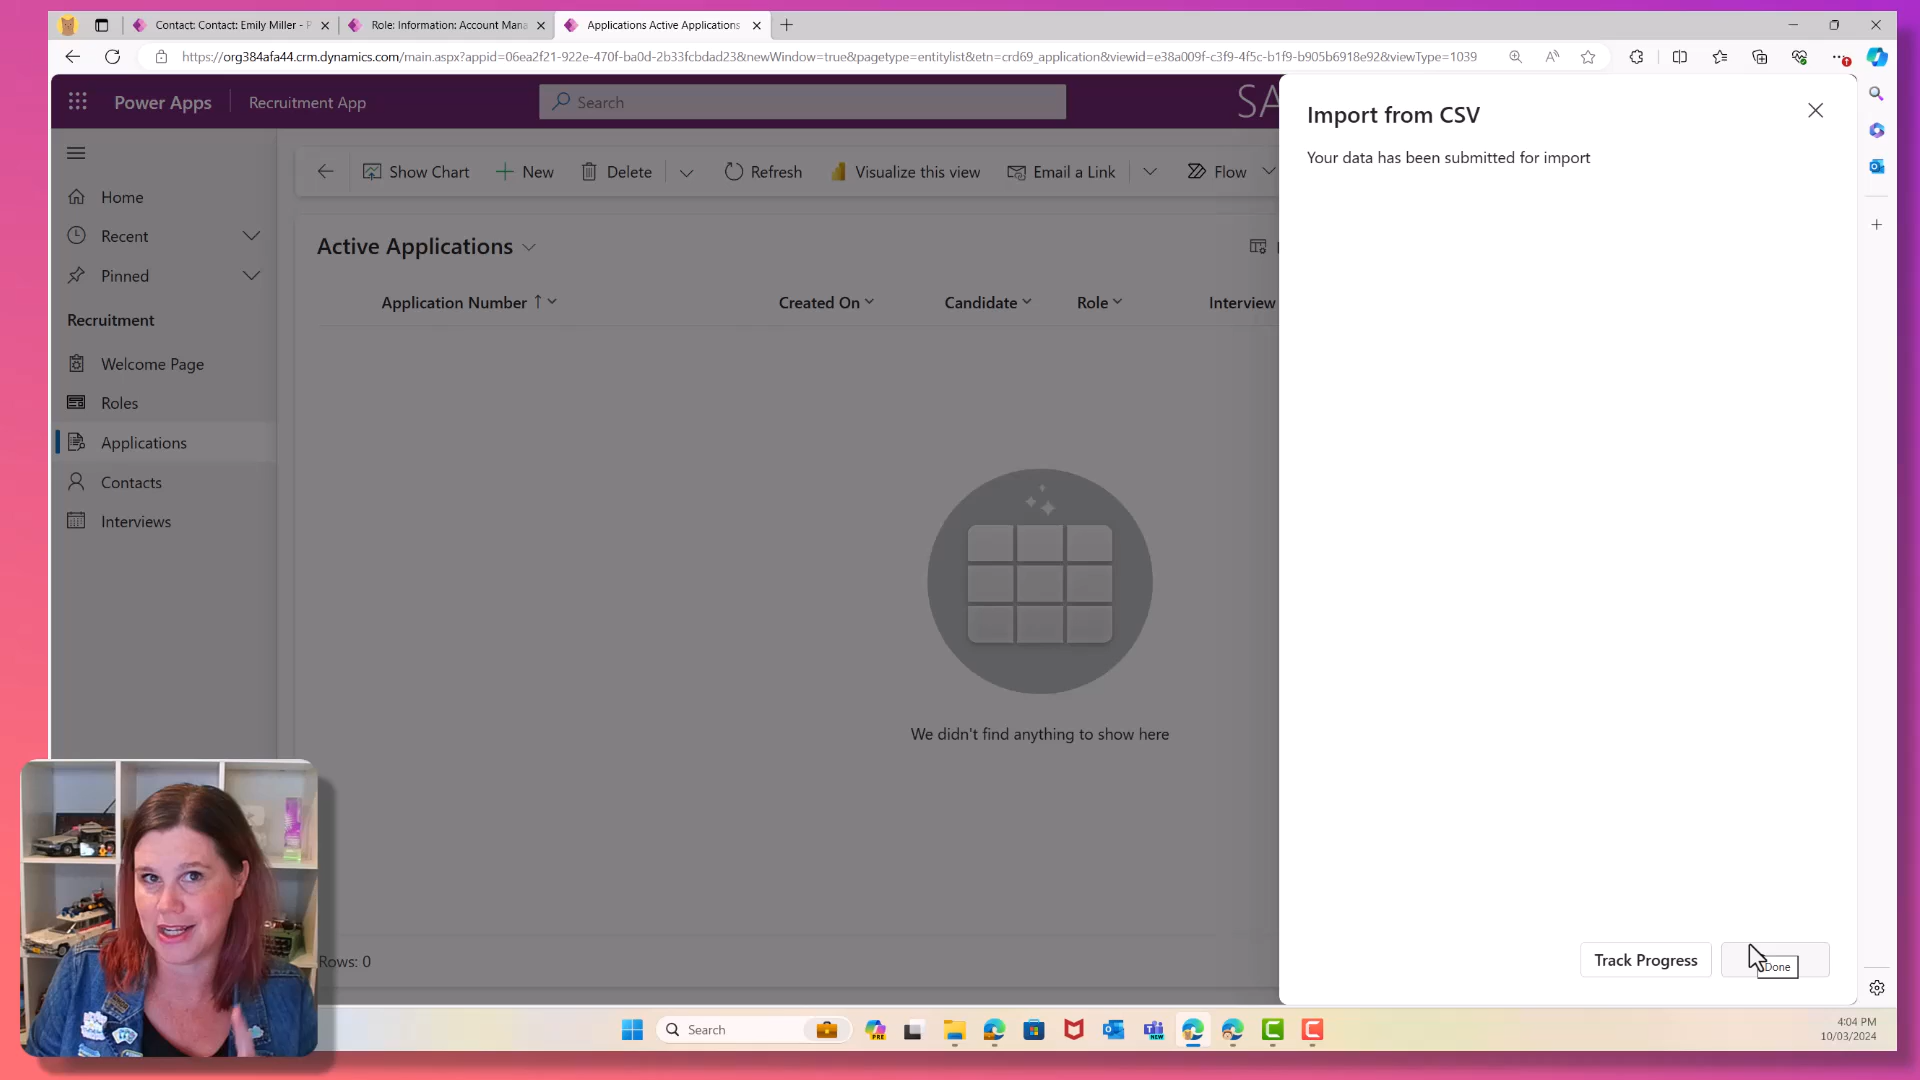 Contact: Contact: Emily Miller - P
Role: Information: Account Mana
Applications Active Applications
https://org384afa44.crm.dynamics.com/main.aspx?appid=06ea2f21-922e-470f-ba0d-2b33fcbdad23&newWindow=true&pagetype=entitylist&etn=crd69_application&viewid=e38a009f-c3f9-4f5c-b1f9-b905b6918e92&viewType=1039
Power Apps
Recruitment App
Search
SA
Import from CSV
Your data has been submitted for import
Show Chart
New
Delete
Refresh
Visualize this view
Email a Link
Flow
Home
Recent
Pinned
Recruitment
Welcome Page
Roles
Applications
Contacts
Interviews
Active Applications
Application Number
Created On
Candidate
Role
Interview
We didn't find anything to show here
Rows: 0
Track Progress
Done
Search
PRE
NEW
4:04 PM
10/03/2024